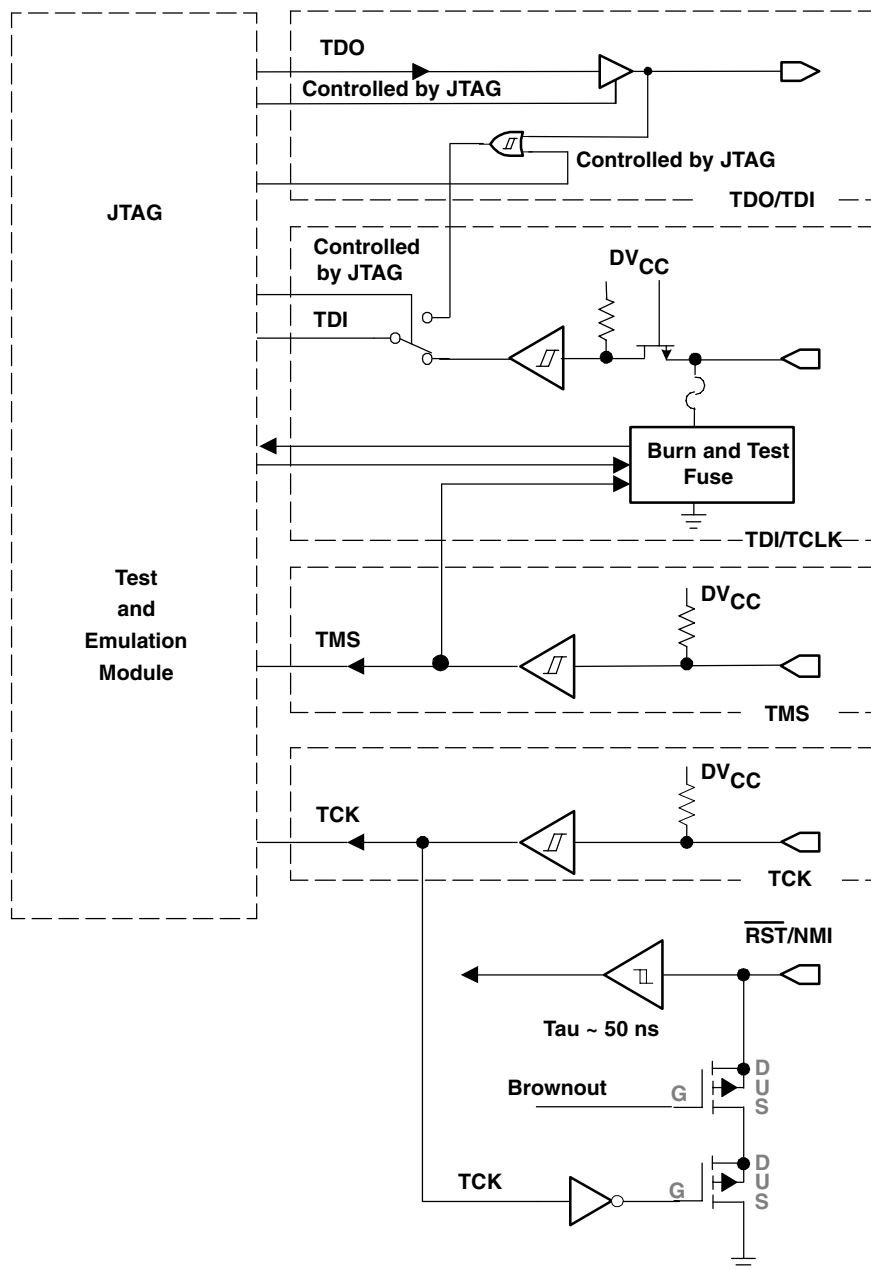 TDO
Controlled by JTAG
Controlled by JTAG
TDO/TDI
JTAG
Controlled
by JTAG
TDI
DVCC
Burn and Test
Fuse
TDI/TCLK
Test
and
Emulation
Module
TMS
DVCC
TMS
TCK
DVCC
TCK
RST/NMI
Tau ~ 50 ns
Brownout
G
D
U
S
TCK
G
D
U
S